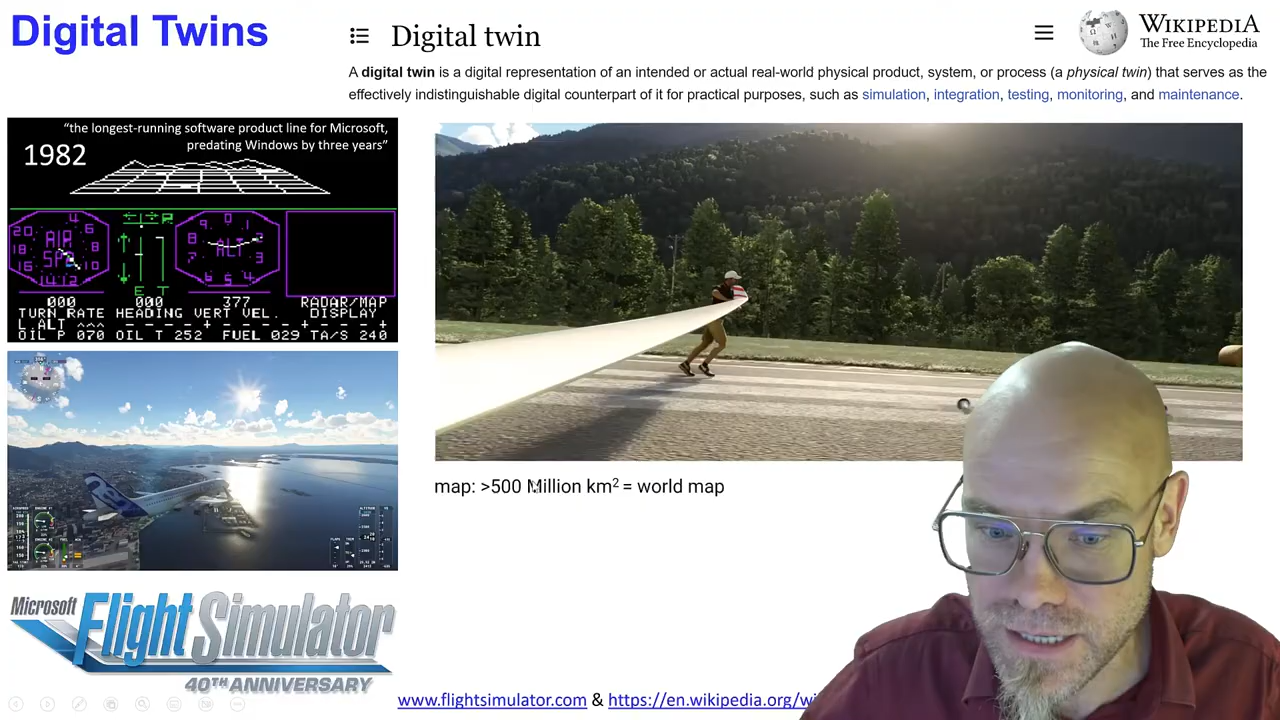 Digital Twins
Digital twin
WIKIPEDIA
The Free Encyclopedia
A digital twin is a digital representation of an intended or actual real-world physical product, system, or process (a physical twin) that serves as the
effectively indistinguishable digital counterpart of it for practical purposes, such as simulation, integration, testing, monitoring, and maintenance.
"the longest-running software product line for Microsoft,
predating Windows by three years"
1982
AIR
SPD
ALT
000 000 377 RADAR/MAP
TURN RATE HEADING VERT VEL. DISPLAY
L.ALT
OIL P 070 OIL T 252 FUEL 029 TA/S 240
map: >500 Million km² = world map
Microsoft Flight Simulator
40TH ANNIVERSARY
www.flightsimulator.com & https://en.wikipedia.org/wi